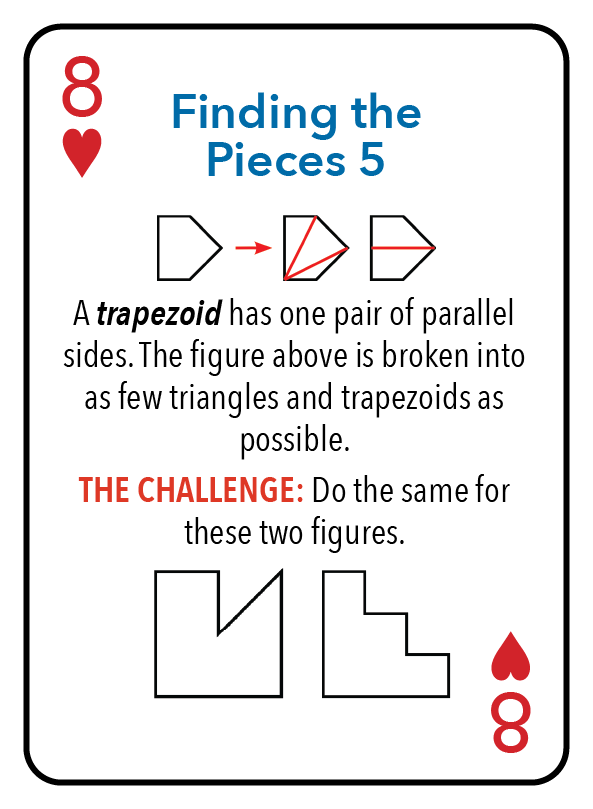 8
Finding the
Pieces 5
A trapezoid has one pair of parallel
sides. The figure above is broken into
as few triangles and trapezoids as
possible.
THE CHALLENGE: Do the same for
these two figures.
8